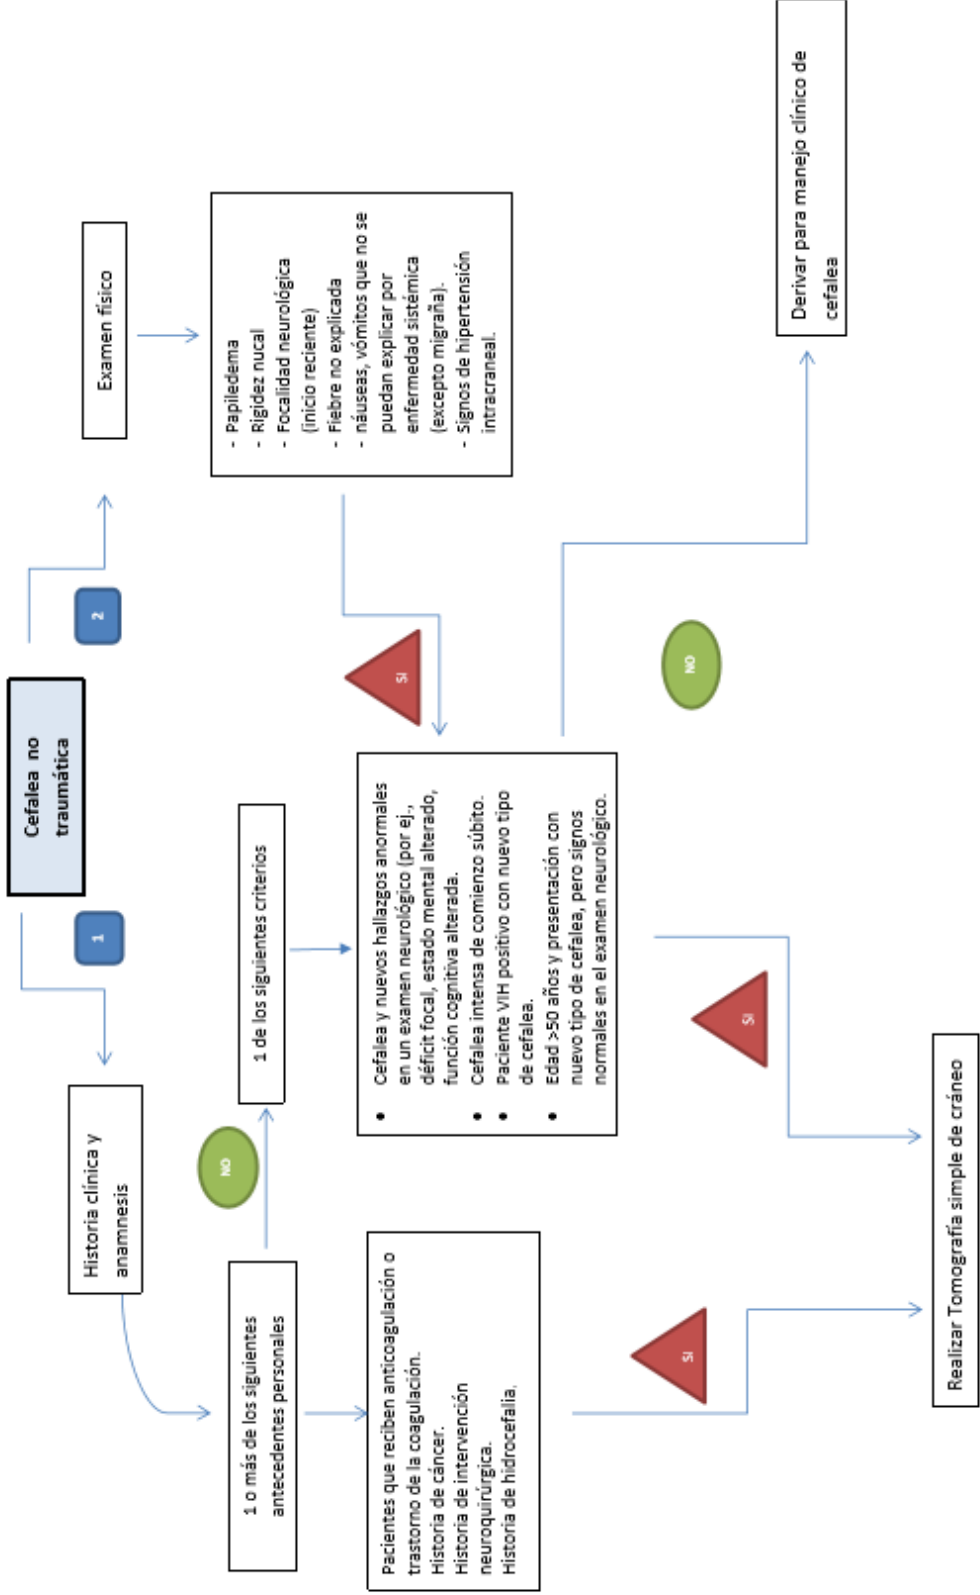 Cefalea no
traumática
1
2
Historia clínica y
anamnesis
Examen físico
1 o más de los siguientes
antecedentes personales
NO
1 de los siguientes criterios
- Papiledema
- Rigidez nucal
- Focalidad neurológica
(inicio reciente)
- Fiebre no explicada
- náuseas, vómitos que no se
puedan explicar por
enfermedad sistémica
(excepto migraña).
- Signos de hipertensión
intracraneal.
Pacientes que reciben anticoagulación o
trastorno de la coagulación.
Historia de cáncer.
Historia de intervención
neuroquirúrgica.
Historia de hidrocefalia.
• Cefalea y nuevos hallazgos anormales
en un examen neurológico (por ej.,
déficit focal, estado mental alterado,
función cognitiva alterada.
• Cefalea intensa de comienzo súbito.
• Paciente VIH positivo con nuevo tipo
de cefalea.
• Edad >50 años y presentación con
nuevo tipo de cefalea, pero signos
normales en el examen neurológico.
SI
SI
SI
NO
Derivar para manejo clínico de
cefalea
Realizar Tomografía simple de cráneo